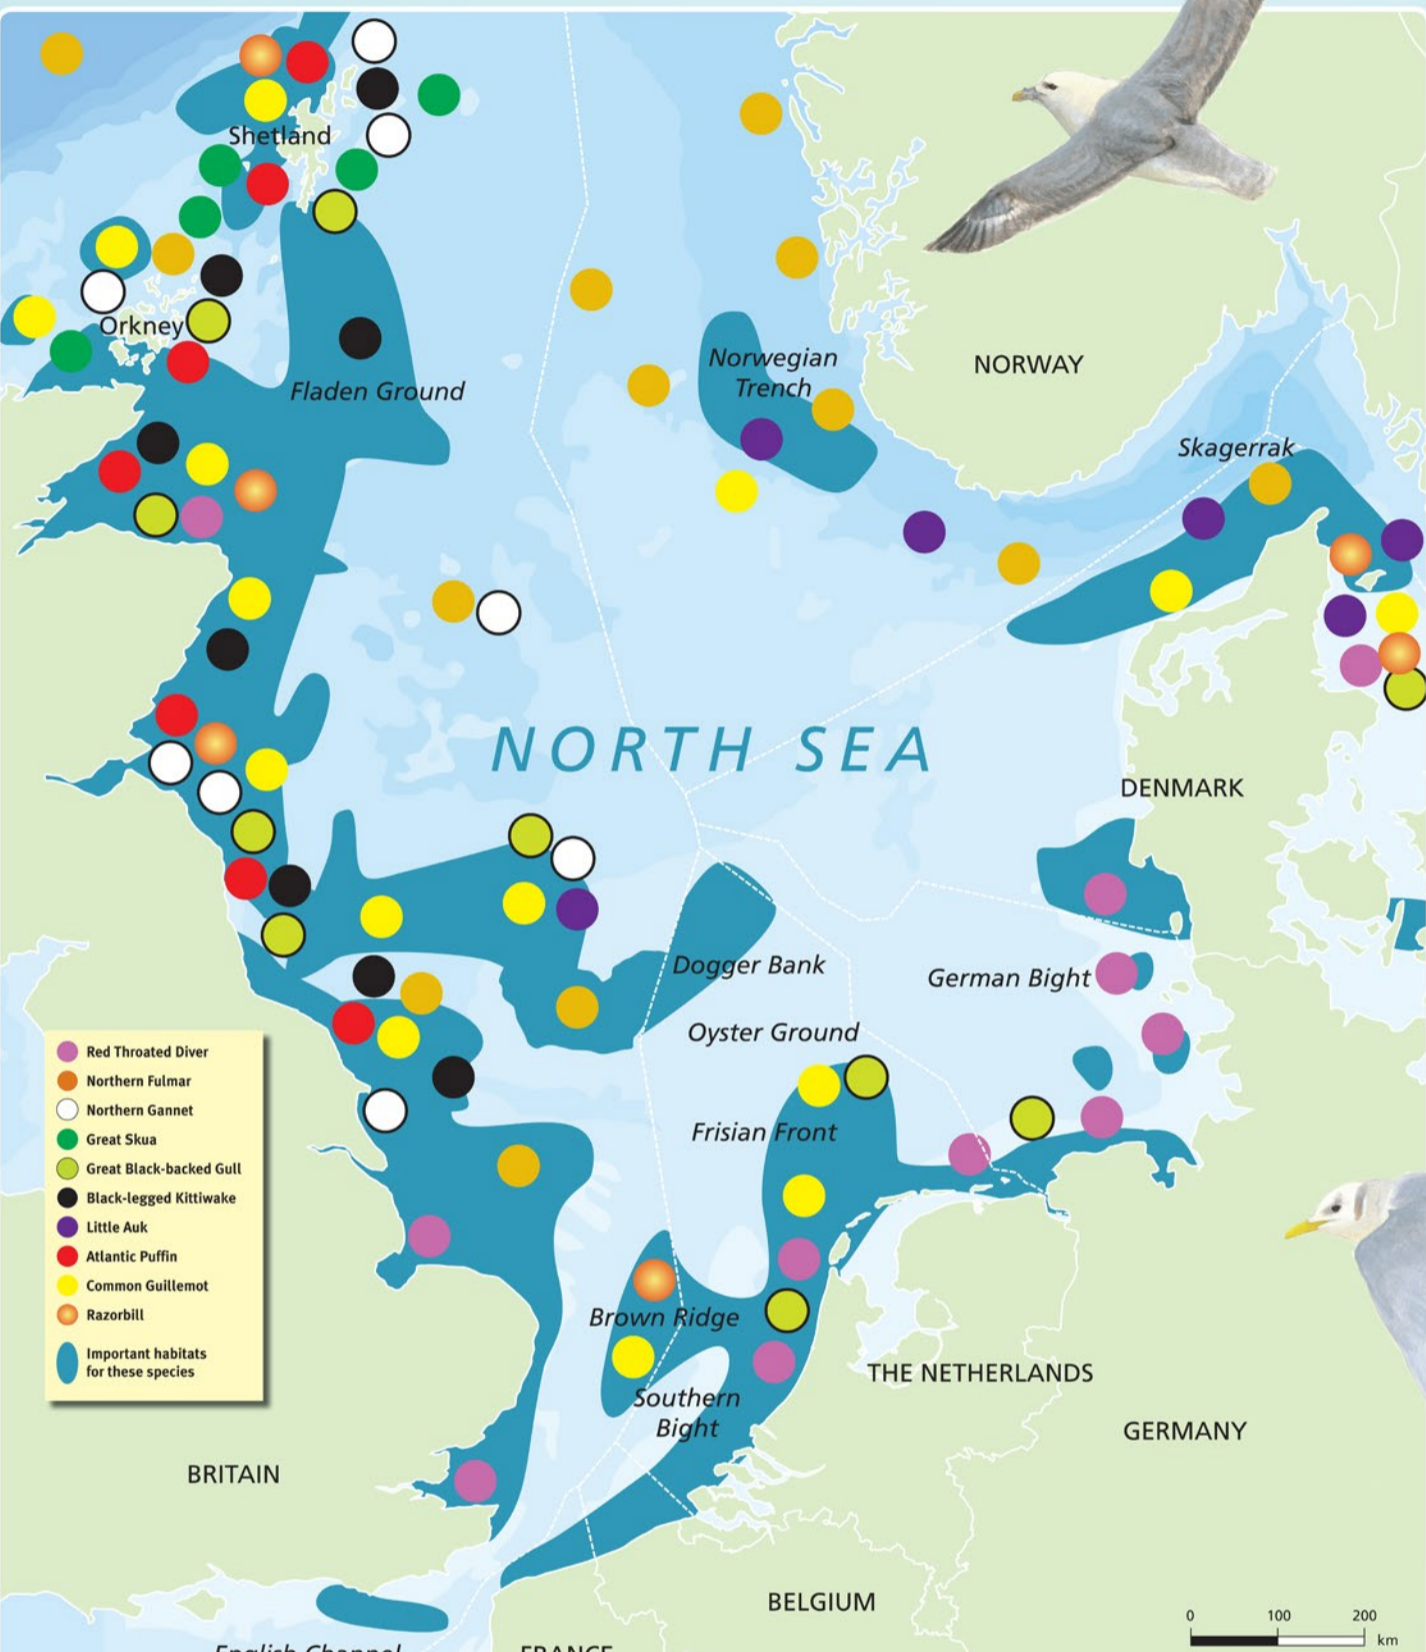 Shetland
Orkney
Fladen Ground
Norwegian
Trench
NORWAY
Skagerrak
NORTH SEA
DENMARK
Dogger Bank
German Bight
Oyster Ground
Frisian Front
Red Throated Diver
Northern Fulmar
Northern Gannet
Great Skua
Great Black-backed Gull
Black-legged Kittiwake
Little Auk
Atlantic Puffin
Common Guillemot
Razorbill
Important habitats
for these species
Brown Ridge
Southern
Bight
THE NETHERLANDS
GERMANY
BRITAIN
BELGIUM
0 100 200
km
English Channel
FRANCE